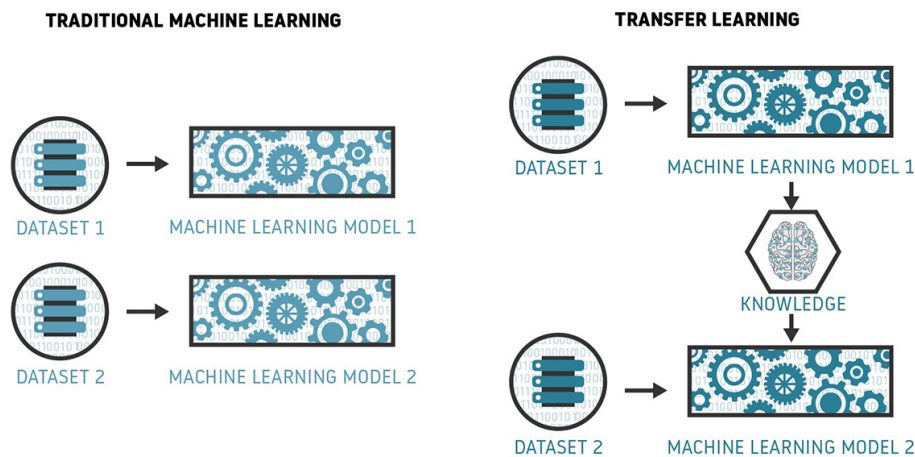 TRADITIONAL MACHINE LEARNING
DATASET 1
MACHINE LEARNING MODEL 1
DATASET 2
MACHINE LEARNING MODEL 2
TRANSFER LEARNING
DATASET 1
MACHINE LEARNING MODEL 1
KNOWLEDGE
DATASET 2
MACHINE LEARNING MODEL 2